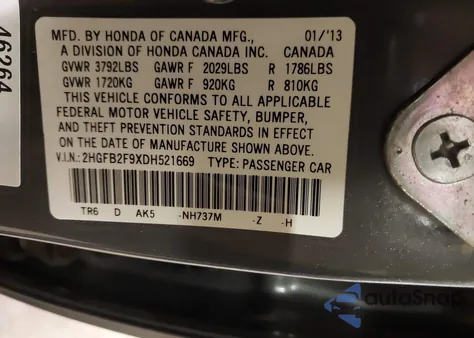 46264
MFD. BY HONDA OF CANADA MFG., 01/'13
A DIVISION OF HONDA CANADA INC. CANADA
GVWR 3792LBS GAWR F 2029LBS R 1786LBS
GVWR 1720KG GAWR F 920KG R 810KG
THIS VEHICLE CONFORMS TO ALL APPLICABLE
FEDERAL MOTOR VEHICLE SAFETY, BUMPER,
AND THEFT PREVENTION STANDARDS IN EFFECT
ON THE DATE OF MANUFACTURE SHOWN ABOVE.
V.I.N.: 2HGFB2F9XDH521669 TYPE: PASSENGER CAR
TR6 D AK5 -NH737M -Z -H
autoSnap